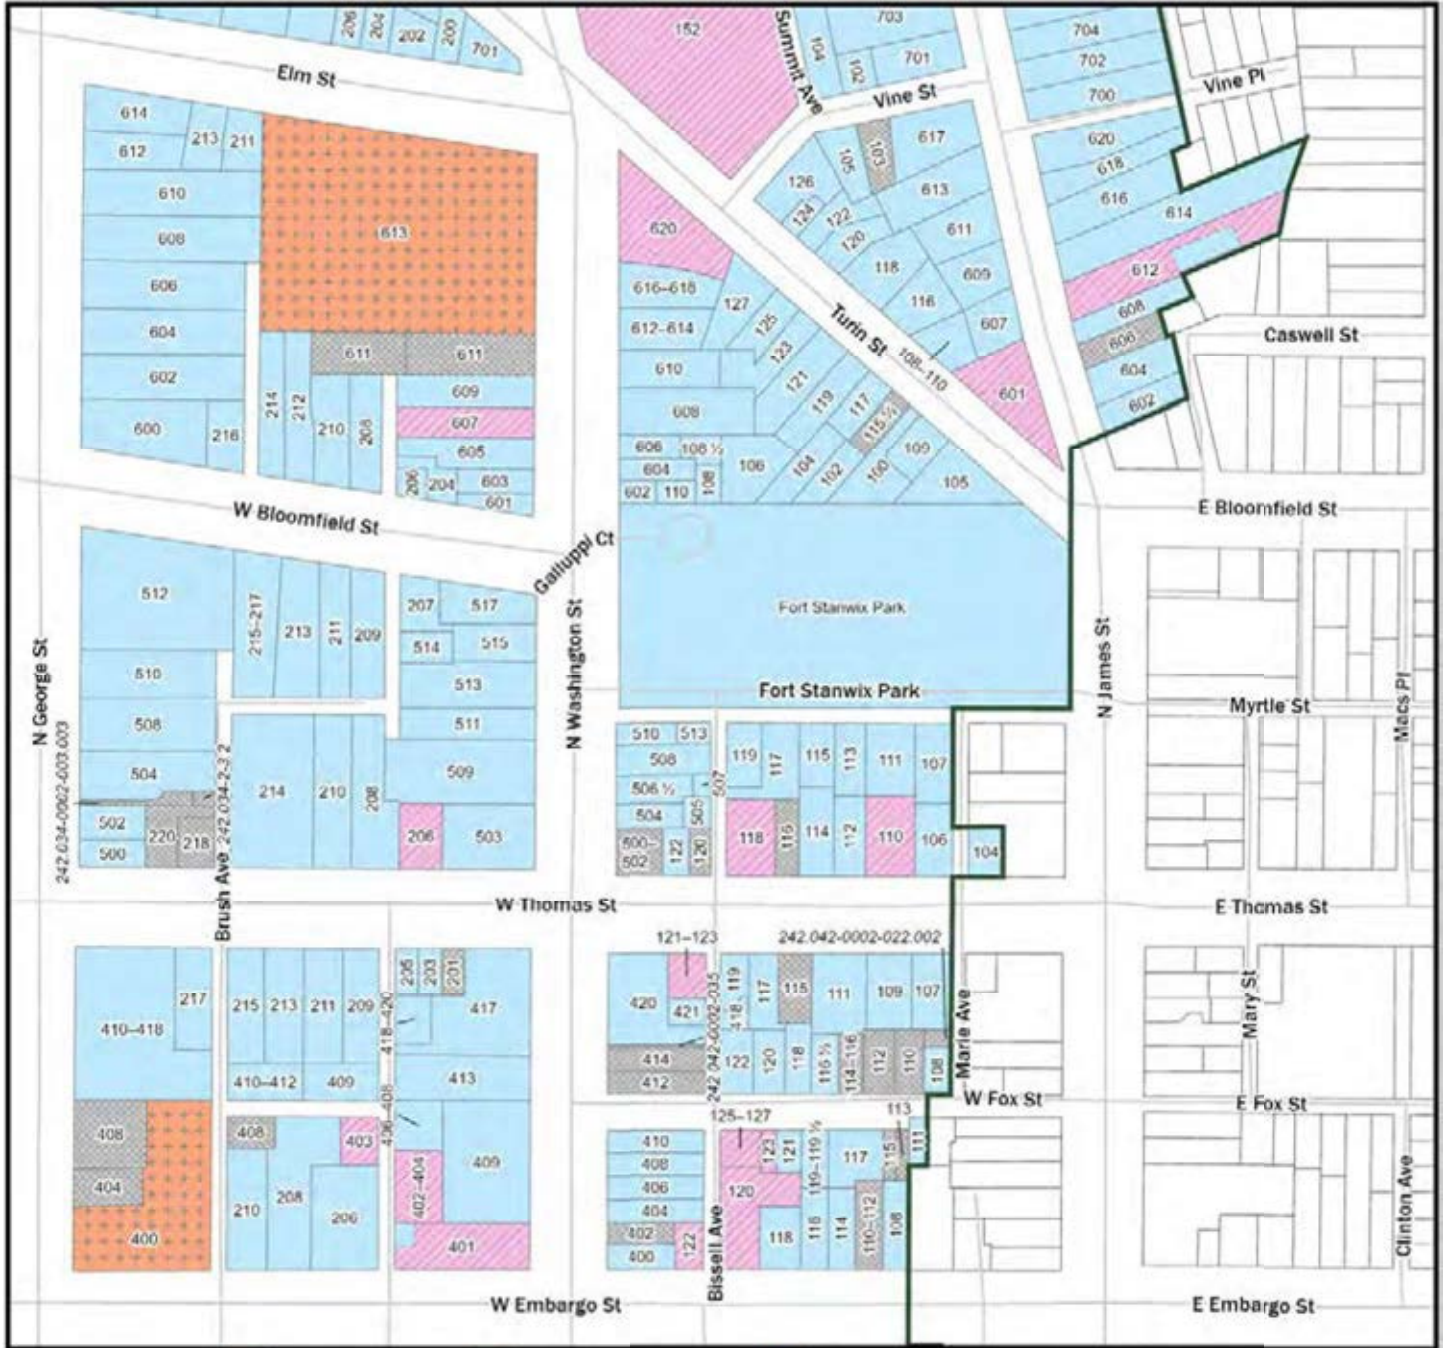 206 204 202 200 701
152
Summit Ave
104 102 703 701
704
702
700
Elm St
Vine St
Vine Pl
614
612
213 211
610
608
606
604
602
600
216
613
611 611
214 212 210 208
609
607
605
206 204 603
601
620
616-618
612-614
127 125 123 121 119 117 115 ½
610
608
606 108 ½
604
602 110 108
106 104 102 100
109
105
126 105 103 617
124 122 120
613
611
118
116
609
607
108-110
601
Turin St
620
618
616
614
612
608
606
604
602
Caswell St
W Bloomfield St
Galluppi Ct
E Bloomfield St
Fort Stanwix Park
Fort Stanwix Park
N George St
N Washington St
N James St
Myrtle St
Macs Pl
512
510
508
504
502
500
220 218
242.034-0002-003.003
Brush Ave
242.034-2-3.2
215-217 213 211 209
207 517
514 515
513
511
509
214 210 208
206 503
510 513
508
506 ½
507
504 505
500-502
122 120
119 117 115 113 111 107
118 116 114 112 110 106
104
W Thomas St
E Thomas St
121-123
242.042-0002-022.002
410-418
217
215 213 211 209
410-412 409
205 203 201
417
418-420
413
406-408
420
421
414
412
242.042-0002-035
418
119 117 115 111 109 107
122 120 118 116 ½ 114-116 112 110 108
Marie Ave
Mary St
W Fox St
E Fox St
408
404
400
408
403
210 208 206
402-404
409
401
410
408
406
404
402
400
122
125-127
123 121 119-119 ½ 117 115 113 111
120
118 116 114 110-112 108
Bissell Ave
Clinton Ave
W Embargo St
E Embargo St